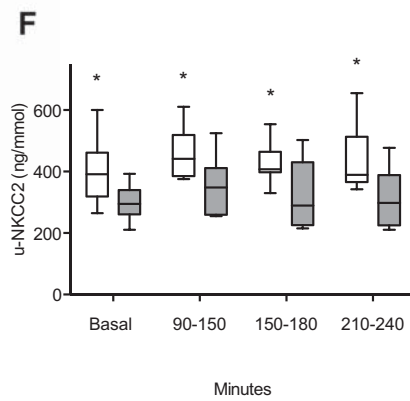 F
* * * *
u-NKCC2 (ng/mmol)
600
400
200
0
Basal 90-150 150-180 210-240
Minutes